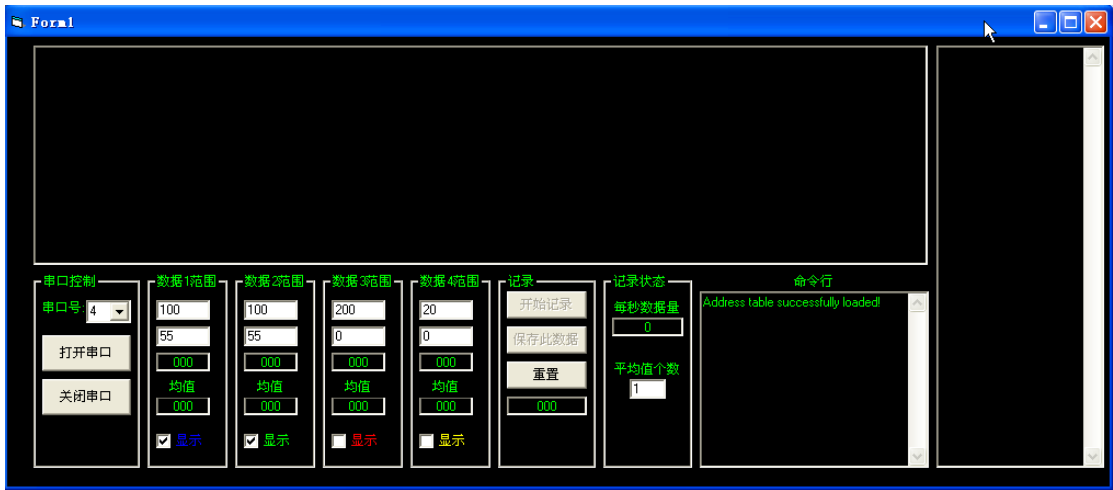 Form1
串口控制
串口号: 4
打开串口
关闭串口
数据1范围
100
55
000
均值
000
显示
数据2范围
100
55
000
均值
000
显示
数据3范围
200
0
000
均值
000
显示
数据4范围
20
0
000
均值
000
显示
记录
开始记录
保存此数据
重置
000
记录状态
每秒数据量
0
平均值个数
1
命令行
Address table successfully loaded!